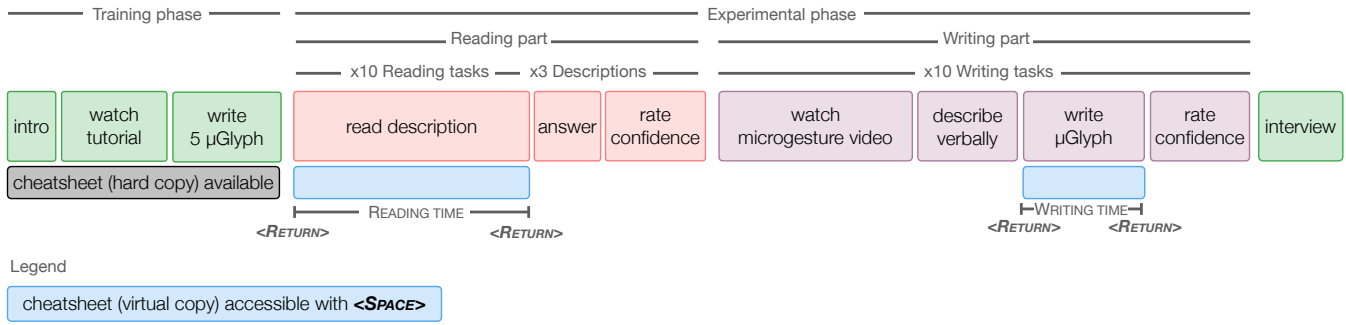 Training phase
Experimental phase
Reading part
Writing part
x10 Reading tasks
x3 Descriptions
x10 Writing tasks
intro
watch
tutorial
write
5 µGlyph
read description
answer
rate
confidence
watch
microgesture video
describe
verbally
write
µGlyph
rate
confidence
interview
cheatsheet (hard copy) available
READING TIME
WRITING TIME
<RETURN>
<RETURN>
<RETURN>
<RETURN>
Legend
cheatsheet (virtual copy) accessible with <SPACE>